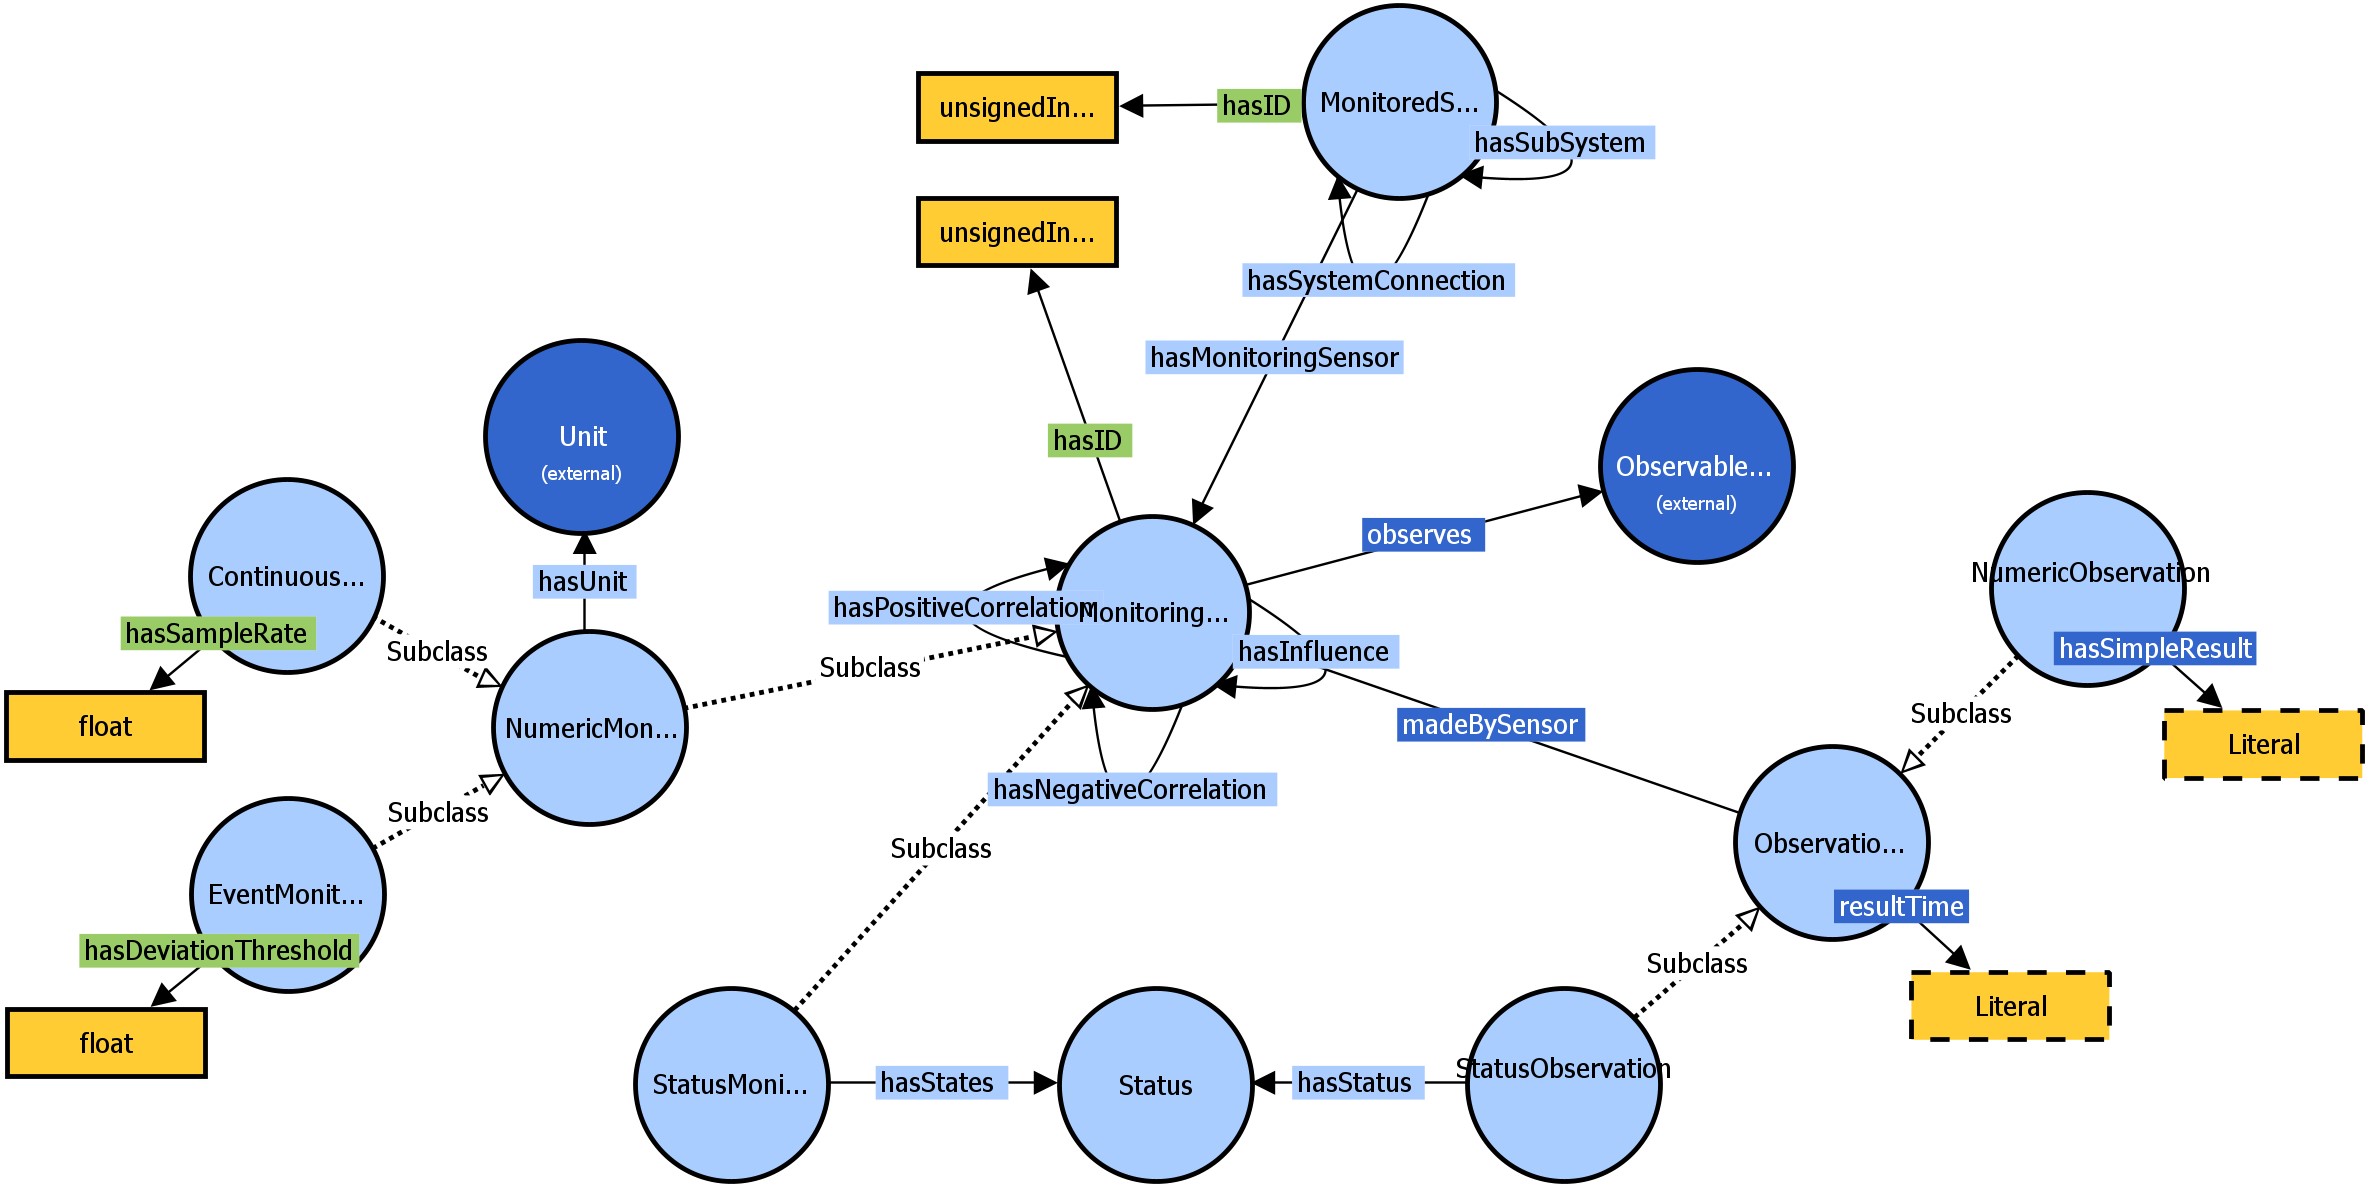 MonitoredS...
unsignedIn...
hasID
hasSubSystem
unsignedIn...
hasSystemConnection
hasMonitoringSensor
Unit
(external)
hasID
Observable...
(external)
observes
Continuous...
hasUnit
NumericObservation
hasPositiveCorrelation
Monitoring...
hasSampleRate
Subclass
hasInfluence
hasSimpleResult
Subclass
float
NumericMon...
madeBySensor
Subclass
Literal
hasNegativeCorrelation
Subclass
Subclass
Observatio...
EventMonit...
resultTime
hasDeviationThreshold
Subclass
Literal
float
StatusMoni...
hasStates
Status
hasStatus
StatusObservation